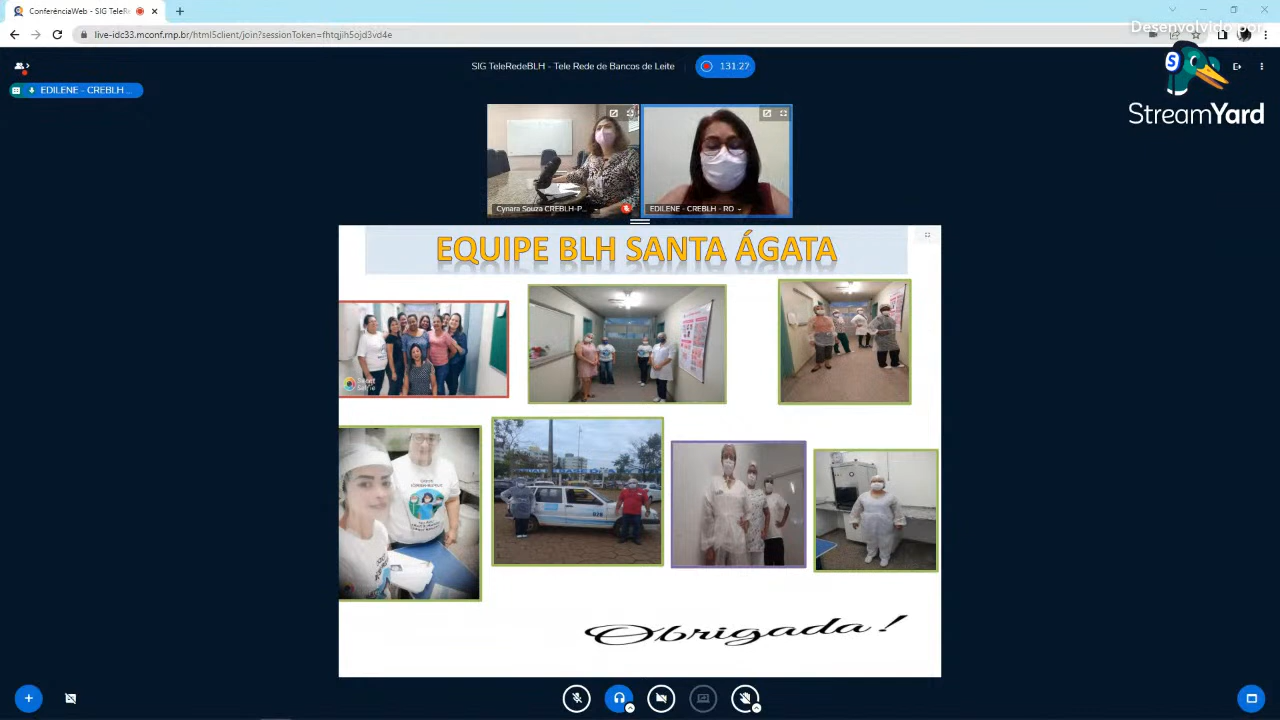 ConferênciaWeb - SIG TeleR
live-idc33.mconf.rnp.br/html5client/join?sessionToken=fhtqjih5ojd3vd4e
Desenvolvido por
StreamYard
SIG TeleRedeBLH - Tele Rede de Bancos de Leite
131:27
EDILENE - CREBLH ...
Cynara Souza CREBLH-P...
EDILENE - CREBLH - RO
EQUIPE BLH SANTA ÁGATA
Obrigada !